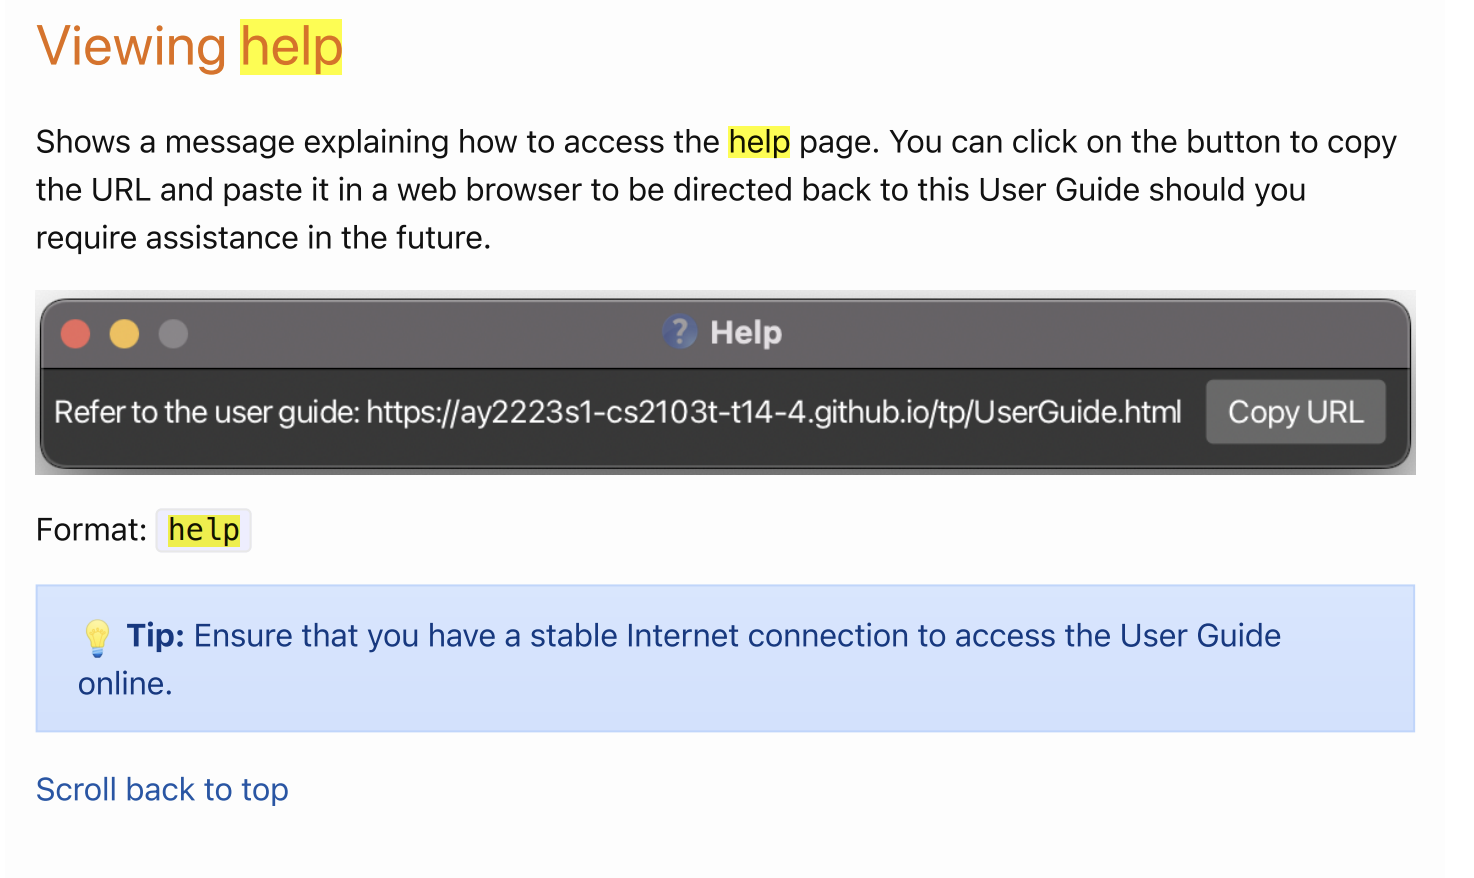 Viewing help
Shows a message explaining how to access the help page. You can click on the button to copy
the URL and paste it in a web browser to be directed back to this User Guide should you
require assistance in the future.
Help
Refer to the user guide: https://ay2223s1-cs2103t-t14-4.github.io/tp/UserGuide.html Copy URL
Format: help
Tip: Ensure that you have a stable Internet connection to access the User Guide
online.
Scroll back to top